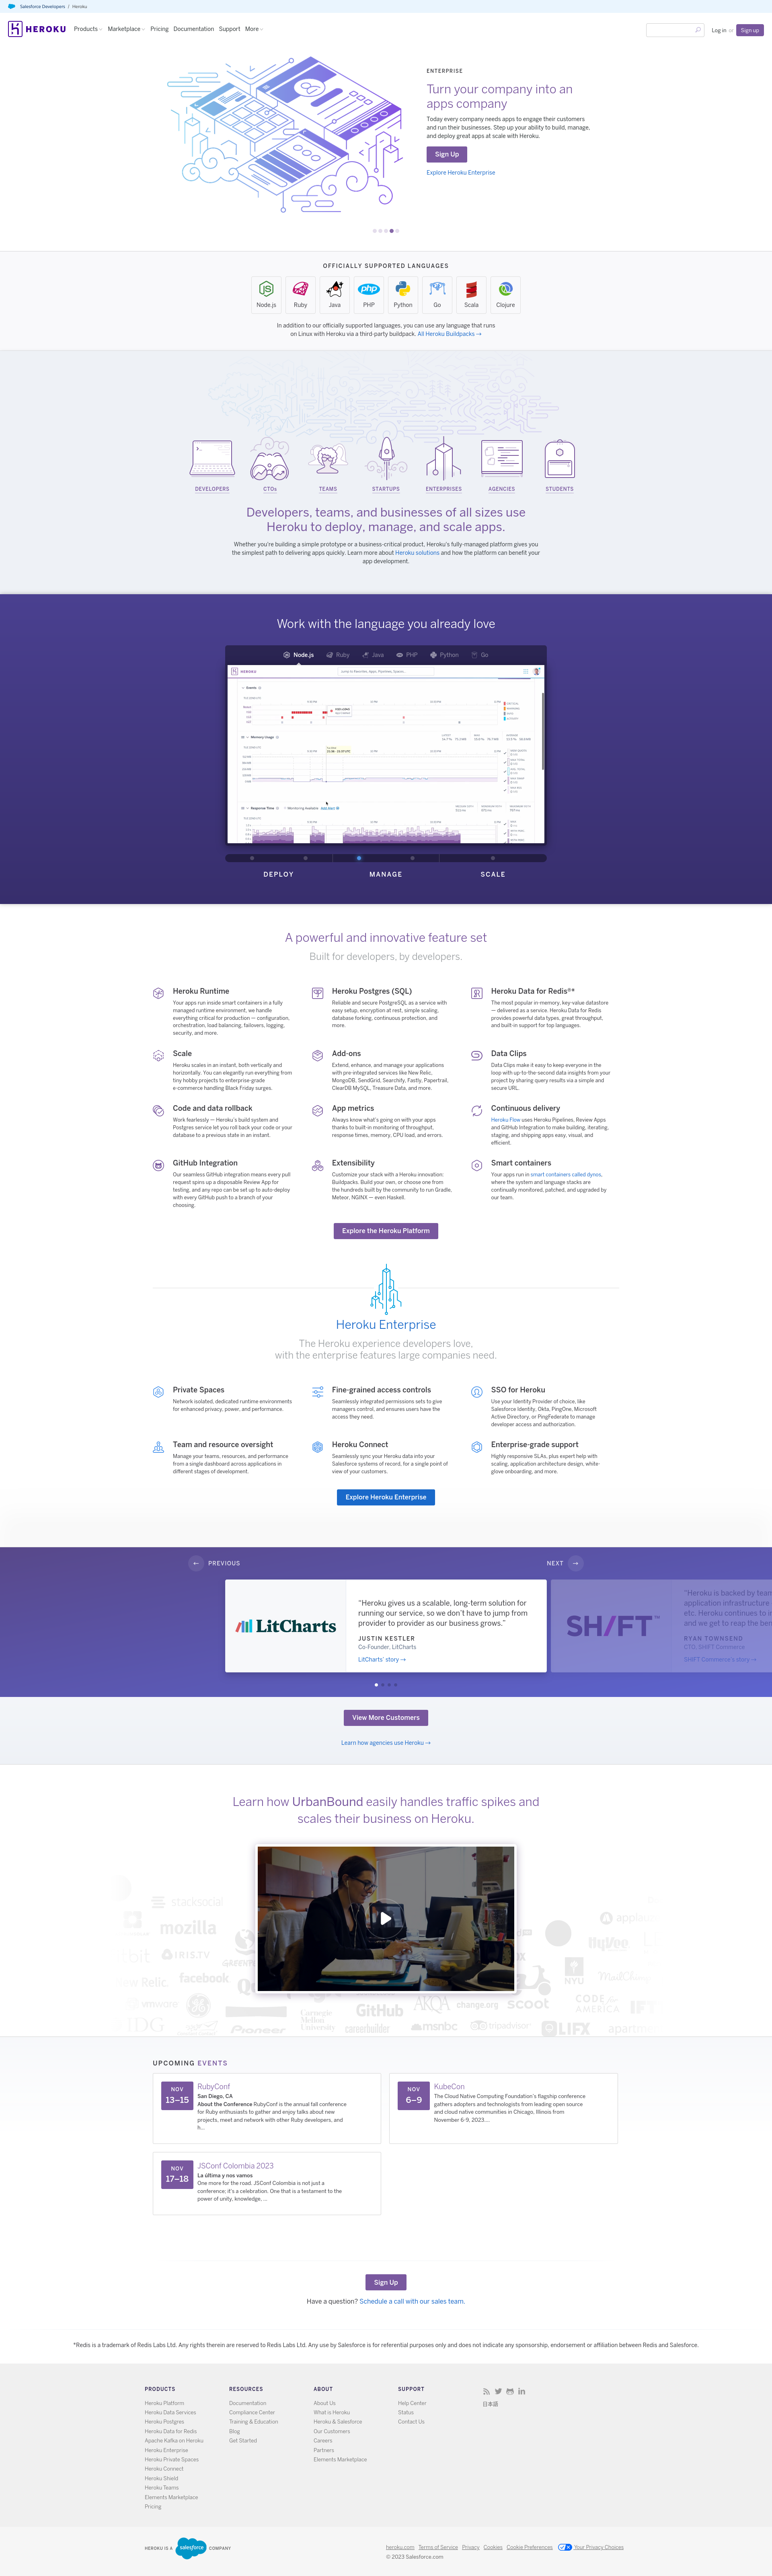 Salesforce Developers / Heroku
HEROKU Products Marketplace Pricing Documentation Support More Log in or Sign up
ENTERPRISE
Turn your company into an
apps company
Today every company needs apps to engage their customers
and run their businesses. Step up your ability to build, manage,
and deploy great apps at scale with Heroku.
Sign Up
Explore Heroku Enterprise
OFFICIALLY SUPPORTED LANGUAGES
php
Node.js Ruby Java PHP Python Go Scala Clojure
In addition to our officially supported languages, you can use any language that runs
on Linux with Heroku via a third-party buildpack. All Heroku Buildpacks →
DEVELOPERS CTOs TEAMS STARTUPS ENTERPRISES AGENCIES STUDENTS
Developers, teams, and businesses of all sizes use
Heroku to deploy, manage, and scale apps.
Whether you're building a simple prototype or a business-critical product, Heroku's fully-managed platform gives you
the simplest path to delivering apps quickly. Learn more about Heroku solutions and how the platform can benefit your
app development.
Work with the language you already love
Node.js Ruby Java PHP Python Go
HEROKU Jump to Favorites, Apps, Pipelines, Spaces...
Events
Memory Usage
Response Time
DEPLOY MANAGE SCALE
A powerful and innovative feature set
Built for developers, by developers.
Heroku Runtime
Your apps run inside smart containers in a fully
managed runtime environment, we handle
everything critical for production — configuration,
orchestration, load balancing, failovers, logging,
security, and more.
Heroku Postgres (SQL)
Reliable and secure PostgreSQL as a service with
easy setup, encryption at rest, simple scaling,
database forking, continuous protection, and
more.
Heroku Data for Redis®*
The most popular in-memory, key-value datastore
— delivered as a service. Heroku Data for Redis
provides powerful data types, great throughput,
and built-in support for top languages.
Scale
Heroku scales in an instant, both vertically and
horizontally. You can elegantly run everything from
tiny hobby projects to enterprise-grade
e-commerce handling Black Friday surges.
Add-ons
Extend, enhance, and manage your applications
with pre-integrated services like New Relic,
MongoDB, SendGrid, Searchify, Fastly, Papertrail,
ClearDB MySQL, Treasure Data, and more.
Data Clips
Data Clips make it easy to keep everyone in the
loop with up-to-the-second data insights from your
project by sharing query results via a simple and
secure URL.
Code and data rollback
Work fearlessly — Heroku's build system and
Postgres service let you roll back your code or your
database to a previous state in an instant.
App metrics
Always know what's going on with your apps
thanks to built-in monitoring of throughput,
response times, memory, CPU load, and errors.
Continuous delivery
Heroku Flow uses Heroku Pipelines, Review Apps
and GitHub Integration to make building, iterating,
staging, and shipping apps easy, visual, and
efficient.
GitHub Integration
Our seamless GitHub integration means every pull
request spins up a disposable Review App for
testing, and any repo can be set up to auto-deploy
with every GitHub push to a branch of your
choosing.
Extensibility
Customize your stack with a Heroku innovation:
Buildpacks. Build your own, or choose one from
the hundreds built by the community to run Gradle,
Meteor, NGINX — even Haskell.
Smart containers
Your apps run in smart containers called dynos,
where the system and language stacks are
continually monitored, patched, and upgraded by
our team.
Explore the Heroku Platform
Heroku Enterprise
The Heroku experience developers love,
with the enterprise features large companies need.
Private Spaces
Network isolated, dedicated runtime environments
for enhanced privacy, power, and performance.
Fine-grained access controls
Seamlessly integrated permissions sets to give
managers control, and ensures users have the
access they need.
SSO for Heroku
Use your Identity Provider of choice, like
Salesforce Identity, Okta, PingOne, Microsoft
Active Directory, or PingFederate to manage
developer access and authorization.
Team and resource oversight
Manage your teams, resources, and performance
from a single dashboard across applications in
different stages of development.
Heroku Connect
Seamlessly sync your Heroku data into your
Salesforce systems of record, for a single point of
view of your customers.
Enterprise-grade support
Highly responsive SLAs, plus expert help with
scaling, application architecture design, white-
glove onboarding, and more.
Explore Heroku Enterprise
← PREVIOUS NEXT →
LitCharts
"Heroku gives us a scalable, long-term solution for
running our service, so we don't have to jump from
provider to provider as our business grows."
JUSTIN KESTLER
Co-Founder, LitCharts
LitCharts' story →
SH/FT™
"Heroku is backed by team
application infrastructure
etc. Heroku continues to i
and we get to reap the ben
RYAN TOWNSEND
CTO, SHIFT Commerce
SHIFT Commerce's story →
View More Customers
Learn how agencies use Heroku →
Learn how UrbanBound easily handles traffic spikes and
scales their business on Heroku.
stacksocial
mozilla
IRIS.TV
facebook
New Relic.
vmware
Pioneer
Carnegie
Mellon
University
careerbuilder
GitHub
ARQA
change.org
scoot
msnbc
tripadvisor
NYU
MailChimp
CODE for
AMERICA
LIFX
UPCOMING EVENTS
NOV
13–15
RubyConf
San Diego, CA
About the Conference RubyConf is the annual fall conference
for Ruby enthusiasts to gather and enjoy talks about new
projects, meet and network with other Ruby developers, and
h...
NOV
6–9
KubeCon
The Cloud Native Computing Foundation's flagship conference
gathers adopters and technologists from leading open source
and cloud native communities in Chicago, Illinois from
November 6-9, 2023....
NOV
17–18
JSConf Colombia 2023
La última y nos vamos
One more for the road. JSConf Colombia is not just a
conference; it's a celebration. One that is a testament to the
power of unity, knowledge, ...
Sign Up
Have a question? Schedule a call with our sales team.
*Redis is a trademark of Redis Labs Ltd. Any rights therein are reserved to Redis Labs Ltd. Any use by Salesforce is for referential purposes only and does not indicate any sponsorship, endorsement or affiliation between Redis and Salesforce.
PRODUCTS
Heroku Platform
Heroku Data Services
Heroku Postgres
Heroku Data for Redis
Apache Kafka on Heroku
Heroku Enterprise
Heroku Private Spaces
Heroku Connect
Heroku Shield
Heroku Teams
Elements Marketplace
Pricing
RESOURCES
Documentation
Compliance Center
Training & Education
Blog
Get Started
ABOUT
About Us
What is Heroku
Heroku & Salesforce
Our Customers
Careers
Partners
Elements Marketplace
SUPPORT
Help Center
Status
Contact Us
日本語
HEROKU IS A salesforce COMPANY
heroku.com Terms of Service Privacy Cookies Cookie Preferences Your Privacy Choices
© 2023 Salesforce.com